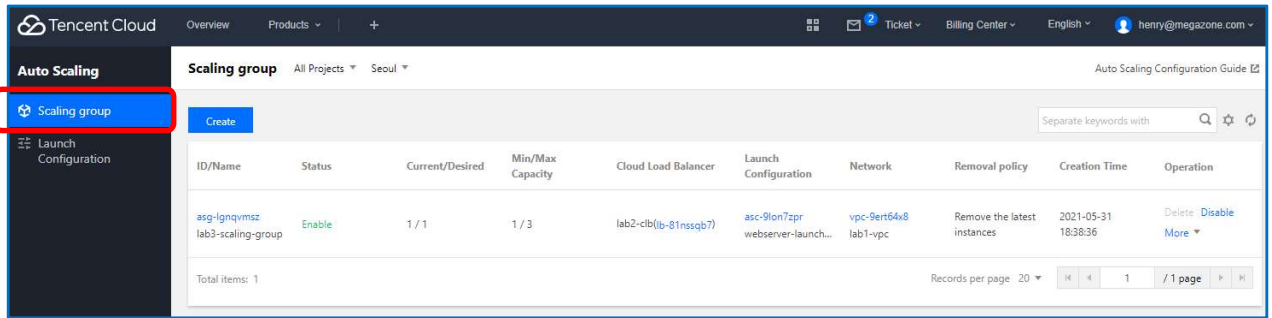 Tencent Cloud Overview Products + 2 Ticket Billing Center English henry@megazone.com
Auto Scaling
Scaling group All Projects Seoul Auto Scaling Configuration Guide
Scaling group
Launch
Configuration
Create Separate keywords with
ID/Name Status Current/Desired Min/Max
Capacity Cloud Load Balancer Launch
Configuration Network Removal policy Creation Time Operation
asg-lgnqvmsz
lab3-scaling-group
Enable
1 / 1
1 / 3
lab2-clb(lb-81nssqb7)
asc-9lon7zpr
webserver-launch...
vpc-9ert64x8
lab1-vpc
Remove the latest
instances
2021-05-31
18:38:36
Delete Disable
More
Total items: 1 Records per page 20 1 / 1 page